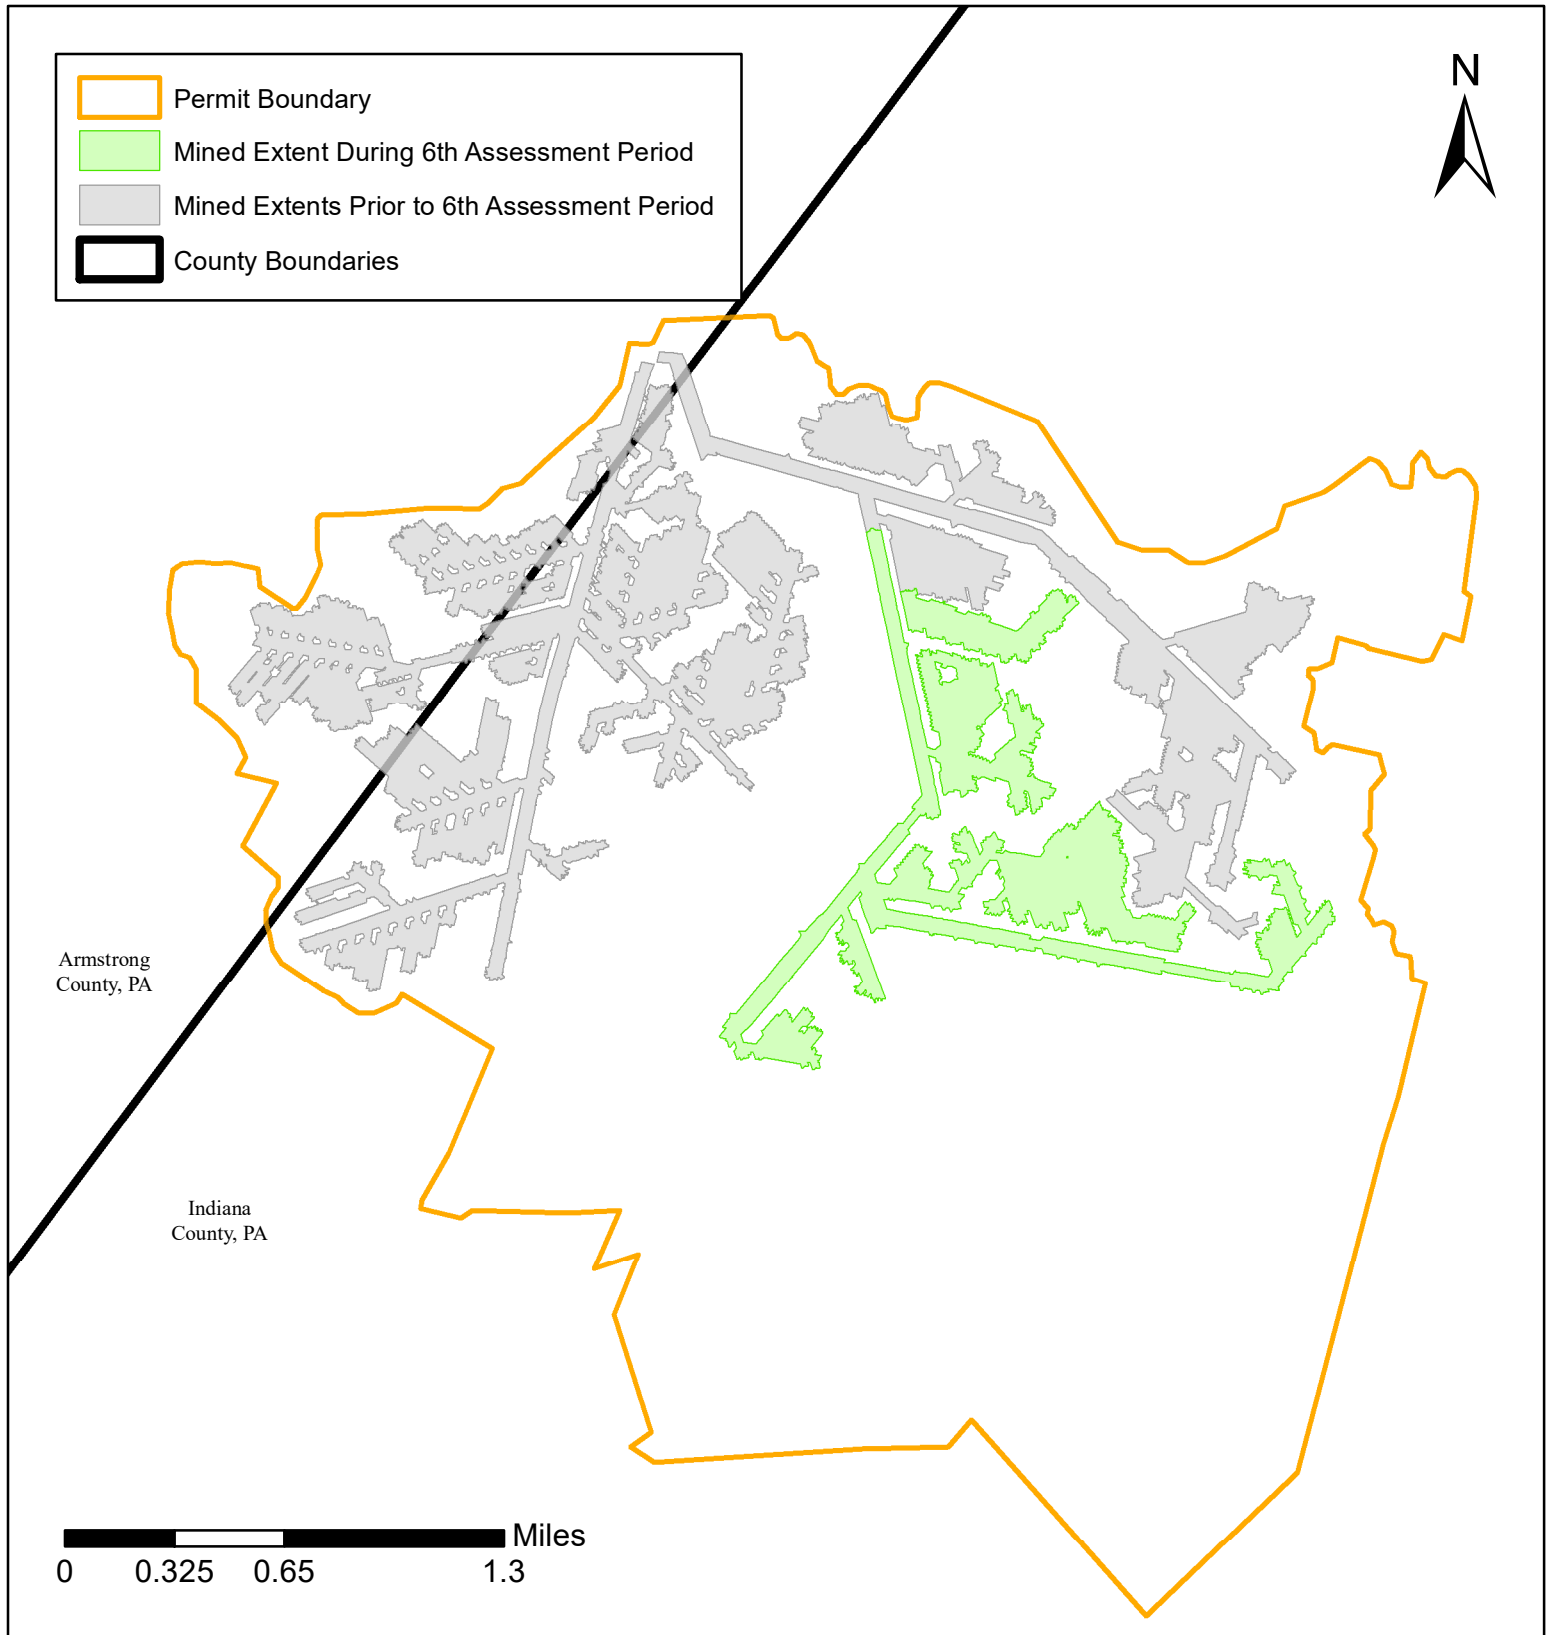 N
Permit Boundary
Mined Extent During 6th Assessment Period
Mined Extents Prior to 6th Assessment Period
County Boundaries
Armstrong
County, PA
Indiana
County, PA
Miles
0 0.325 0.65 1.3